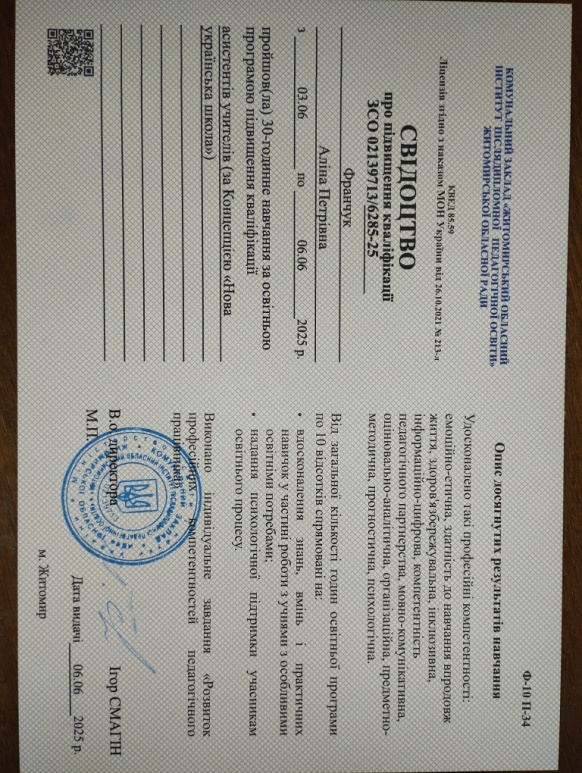 КОМУНАЛЬНИЙ ЗАКЛАД «ЖИТОМИРСЬКИЙ ОБЛАСНИЙ
ІНСТИТУТ ПІСЛЯДИПЛОМНОЇ ПЕДАГОГІЧНОЇ ОСВІТИ»
ЖИТОМИРСЬКОЇ ОБЛАСНОЇ РАДИ
КВЕД 85.59
Ліцензія згідно з наказом МОН України від 26.10.2021 № 213-л
СВІДОЦТВО
про підвищення кваліфікації
ЗСО 02139713/6285-25
Франчук
Аліна Петрівна
з 03.06 по 06.06 2025 р.
пройшов(ла) 30-годинне навчання за освітньою
програмою підвищення кваліфікації
асистентів учителів (за Концепцією «Нова
українська школа»)
Ф-10 П-34
Опис досягнутих результатів навчання
Удосконалено такі професійні компетентності:
емоційно-етична, здатність до навчання впродовж
життя, здоров'язбережувальна, інклюзивна,
інформаційно-цифрова, компетентність
педагогічного партнерства, мовно-комунікативна,
оцінювально-аналітична, організаційна, предметно-
методична, прогностична, психологічна.
Від загальної кількості годин освітньої програми
по 10 відсотків спрямовані на:
• вдосконалення знань, вмінь і практичних
навичок у частині роботи з учнями з особливими
освітніми потребами;
• надання психологічної підтримки учасникам
освітнього процесу.
Виконано індивідуальне завдання «Розвиток
професійних компетентностей педагогічного
працівника»
В.о. директора Ігор СМАГІН
М.П.
Дата видачі 06.06 2025 р.
м. Житомир